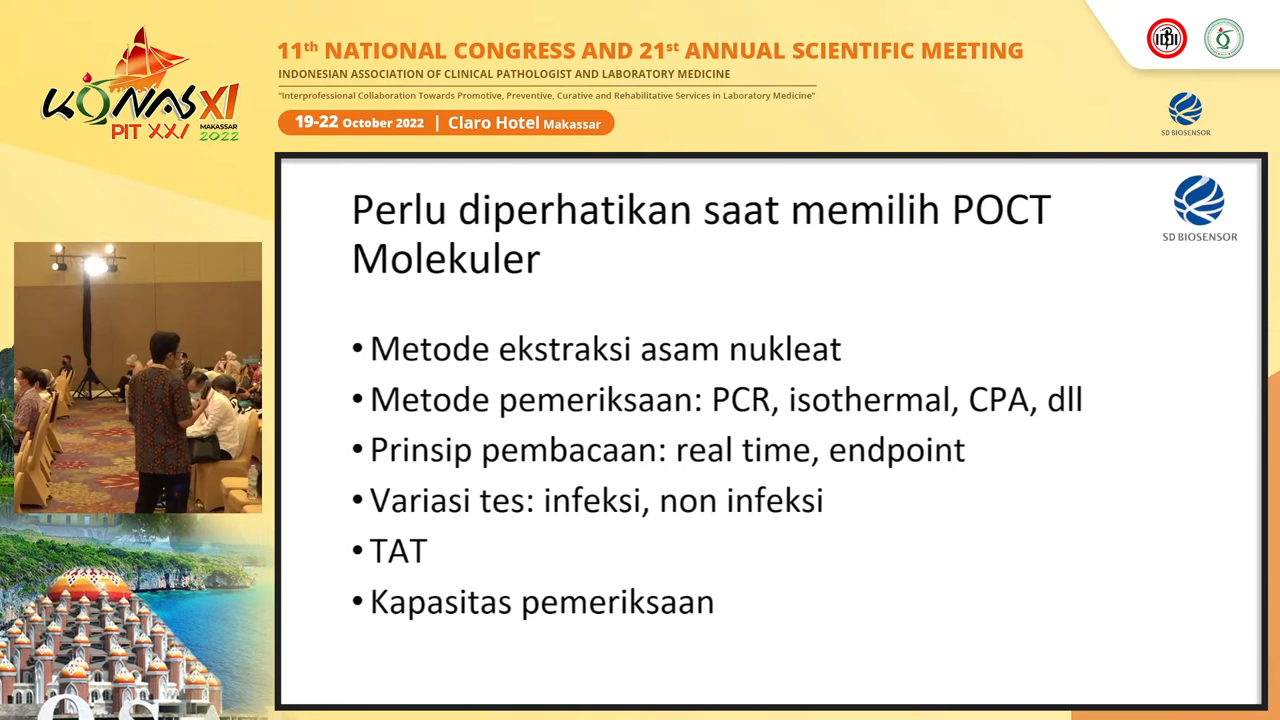 KONAS XI
PIT XXI
MAKASSAR
2022
11th NATIONAL CONGRESS AND 21st ANNUAL SCIENTIFIC MEETING
INDONESIAN ASSOCIATION OF CLINICAL PATHOLOGIST AND LABORATORY MEDICINE
"Interprofessional Collaboration Towards Promotive, Preventive, Curative and Rehabilitative Services in Laboratory Medicine"
19-22 October 2022 | Claro Hotel Makassar
SD BIOSENSOR
Perlu diperhatikan saat memilih POCT
Molekuler
SD BIOSENSOR
• Metode ekstraksi asam nukleat
• Metode pemeriksaan: PCR, isothermal, CPA, dll
• Prinsip pembacaan: real time, endpoint
• Variasi tes: infeksi, non infeksi
• TAT
• Kapasitas pemeriksaan